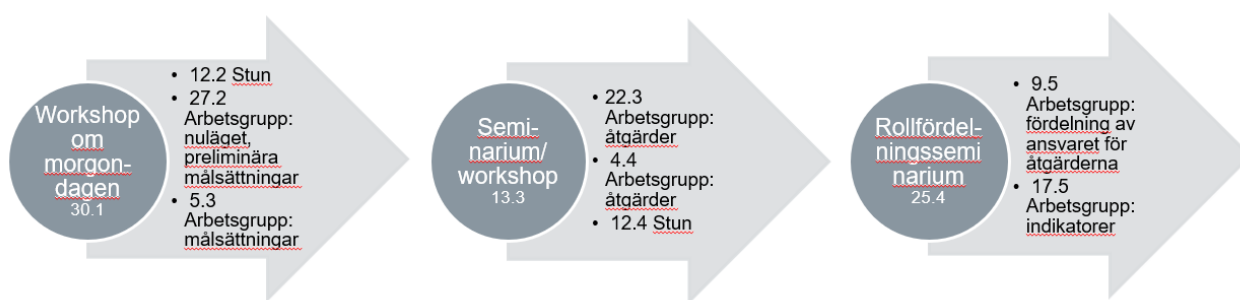 Workshop
om
morgon-
dagen
30.1
• 12.2 Stun
• 27.2
Arbetsgrupp:
nuläget,
preliminära
målsättningar
• 5.3
Arbetsgrupp:
målsättningar
Semi-
narium/
workshop
13.3
• 22.3
Arbetsgrupp:
åtgärder
• 4.4
Arbetsgrupp:
åtgärder
• 12.4 Stun
Rollfördel-
ningssemi
narium
25.4
• 9.5
Arbetsgrupp:
fördelning av
ansvaret för
åtgärderna
• 17.5
Arbetsgrupp:
indikatorer